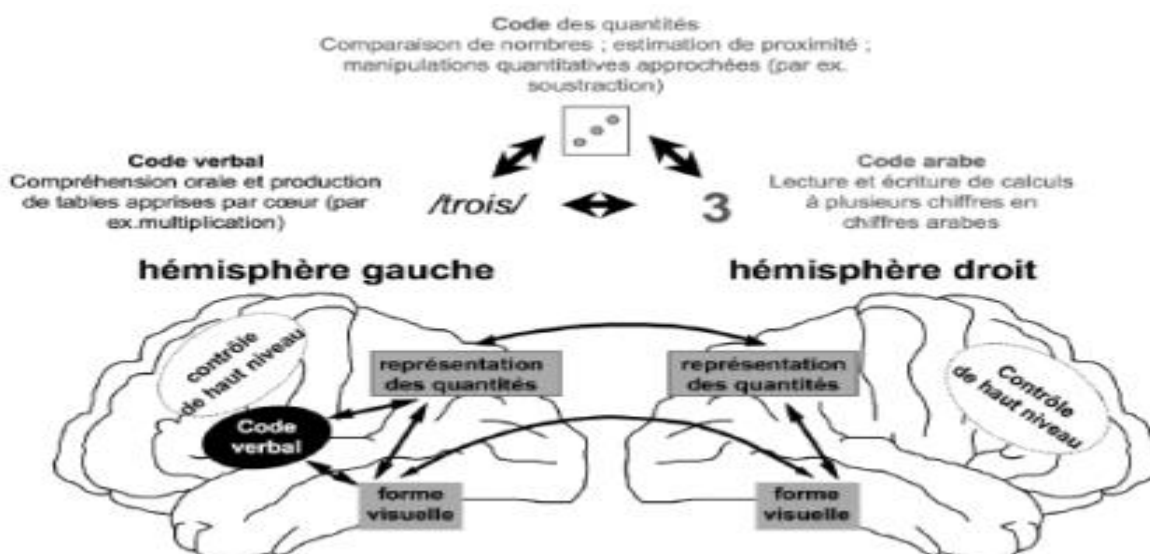 Code des quantités
Comparaison de nombres ; estimation de proximité ;
manipulations quantitatives approchées (par ex.
soustraction)
Code verbal
Compréhension orale et production
de tables apprises par cœur (par
ex.multiplication)
/trois/
3
Code arabe
Lecture et écriture de calculs
à plusieurs chiffres en
chiffres arabes
hémisphère gauche
hémisphère droit
contrôle
de haut niveau
représentation
des quantités
Code
verbal
forme
visuelle
représentation
des quantités
Contrôle
de haut niveau
forme
visuelle